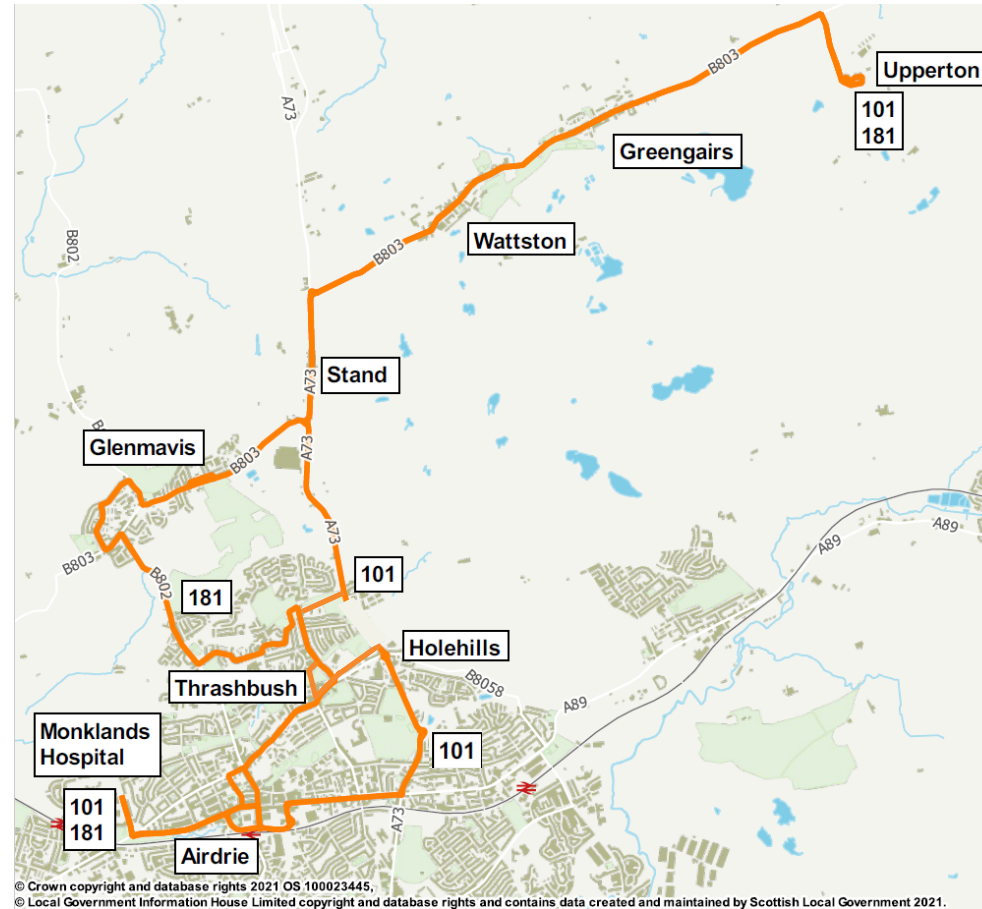 Upperton
101
181
B803
A73
Greengairs
B802
Wattston
B803
Stand
A73
Glenmavis
B803
A73
A73
A89
A89
B803
B802
101
181
Holehills
Thrashbush
B8058
A89
Monklands
Hospital
101
101
181
A73
Airdrie
© Crown copyright and database rights 2021 OS 100023445,
© Local Government Information House Limited copyright and database rights and contains data created and maintained by Scottish Local Government 2021.